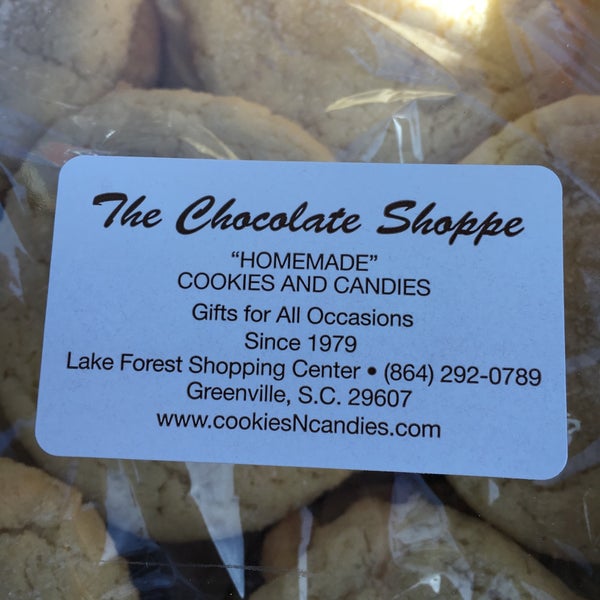 The Chocolate Shoppe
"HOMEMADE"
COOKIES AND CANDIES
Gifts for All Occasions
Since 1979
Lake Forest Shopping Center • (864) 292-0789
Greenville, S.C. 29607
www.cookiesNcandies.com